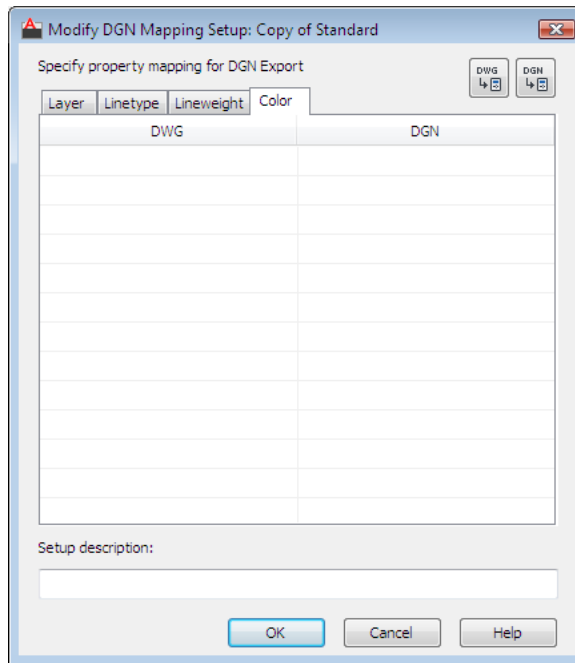 Modify DGN Mapping Setup: Copy of Standard
Specify property mapping for DGN Export
DWG DGN
Layer Linetype Lineweight Color
DWG DGN
Setup description:
OK Cancel Help